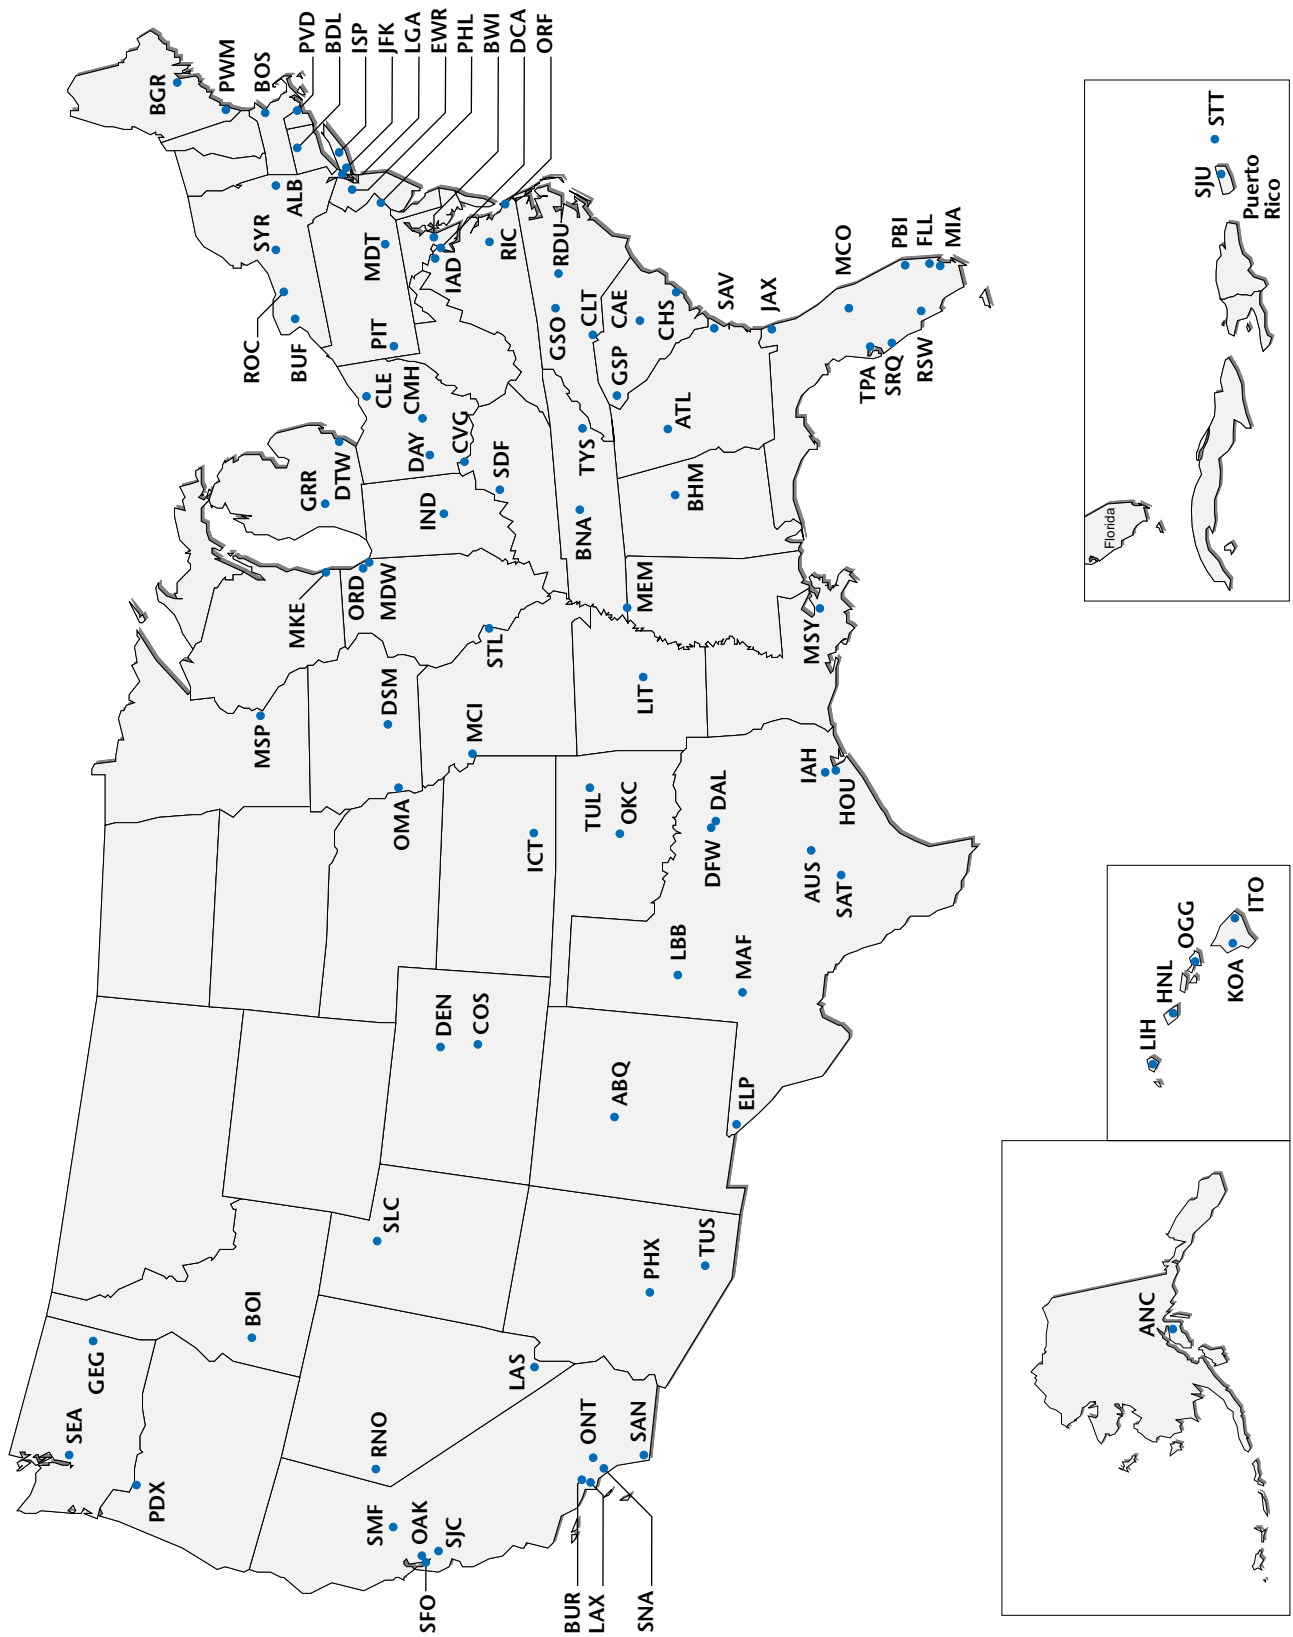 BGR
PWM
BOS
PVD
BDL
ISP
JFK
LGA
EWR
PHL
BWI
DCA
ORF
ALB
SYR
ROC
BUF
MDT
PIT
IAD
RIC
RDU
GSO
CLT
CAE
CHS
GSP
SAV
JAX
MCO
PBI
FLL
MIA
TPA
SRQ
RSW
CLE
CMH
DAY
CVG
SDF
TYS
ATL
BHM
BNA
IND
GRR
DTW
MKE
ORD
MDW
STL
MEM
MSY
MSP
DSM
MCI
LIT
OMA
ICT
TUL
OKC
DFW
DAL
IAH
HOU
AUS
SAT
LBB
MAF
DEN
COS
ABQ
ELP
SLC
PHX
TUS
BOI
GEG
SEA
PDX
RNO
LAS
SMF
OAK
SJC
SFO
ONT
SAN
BUR
LAX
SNA
STT
SJU
Puerto
Rico
Florida
LIH
HNL
OGG
KOA
ITO
ANC